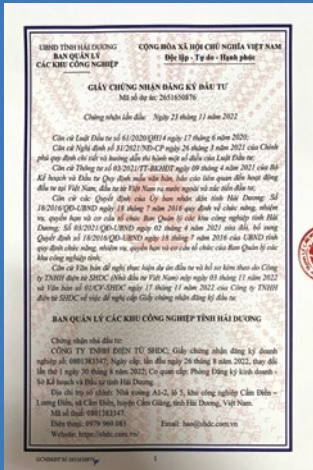 UBND TỈNH HẢI DƯƠNG
BAN QUẢN LÝ
CÁC KHU CÔNG NGHIỆP
CỘNG HÒA XÃ HỘI CHỦ NGHĨA VIỆT NAM
Độc lập - Tự do - Hạnh phúc
GIẤY CHỨNG NHẬN ĐĂNG KÝ ĐẦU TƯ
Mã số dự án: 2651650876
Chứng nhận lần đầu: Ngày 25 tháng 11 năm 2022
Căn cứ Luật Đầu tư số 61/2020/QH14 ngày 17 tháng 6 năm 2020;
Căn cứ Nghị định số 31/2021/NĐ-CP ngày 26 tháng 3 năm 2021 của Chính
phủ quy định chi tiết và hướng dẫn thi hành một số điều của Luật Đầu tư;
Căn cứ Thông tư số 03/2021/TT-BKHĐT ngày 09 tháng 4 năm 2021 của Bộ
Kế hoạch và Đầu tư Quy định mẫu văn bản, báo cáo liên quan đến hoạt động
đầu tư tại Việt Nam, đầu tư từ Việt Nam ra nước ngoài và xúc tiến đầu tư;
Căn cứ các Quyết định của Ủy ban nhân dân tỉnh Hải Dương: Số
18/2016/QĐ-UBND ngày 18 tháng 7 năm 2016 quy định chức năng, nhiệm
vụ, quyền hạn và cơ cấu tổ chức Ban Quản lý các khu công nghiệp tỉnh Hải
Dương; Số 03/2021/QĐ-UBND ngày 02 tháng 4 năm 2021 sửa đổi, bổ sung
Quyết định số 18/2016/QĐ-UBND ngày 18 tháng 7 năm 2016 của UBND tỉnh
quy định chức năng, nhiệm vụ, quyền hạn và cơ cấu tổ chức Ban Quản lý các khu
công nghiệp tỉnh;
Căn cứ Văn bản đề nghị thực hiện dự án đầu tư và hồ sơ kèm theo do Công
ty TNHH điện tử SHDC (Nhà đầu tư Việt Nam) nộp ngày 03 tháng 11 năm 2022
và Văn bản số 01/CV-SHDC ngày 17 tháng 11 năm 2022 của Công ty TNHH
điện tử SHDC về việc đề nghị cấp Giấy chứng nhận đăng ký đầu tư;
BAN QUẢN LÝ CÁC KHU CÔNG NGHIỆP TỈNH HẢI DƯƠNG
Chứng nhận nhà đầu tư:
CÔNG TY TNHH ĐIỆN TỬ SHDC; Giấy chứng nhận đăng ký doanh
nghiệp số: 0801383347; Ngày cấp: lần đầu ngày 26 tháng 8 năm 2022, thay đổi
lần thứ 1 ngày 30 tháng 8 năm 2022; Cơ quan cấp: Phòng Đăng ký kinh doanh -
Sở Kế hoạch và Đầu tư tỉnh Hải Dương.
Địa chỉ trụ sở chính: Nhà xưởng A1-2, lô 5, khu công nghiệp Cẩm Điền -
Lương Điền, xã Cẩm Điền, huyện Cẩm Giàng, tỉnh Hải Dương, Việt Nam.
Mã số thuế: 0801383347.
Điện thoại: 0979.960.083 Email: hao@shdc.com.vn
Website: https://shdc.com.vn/
1